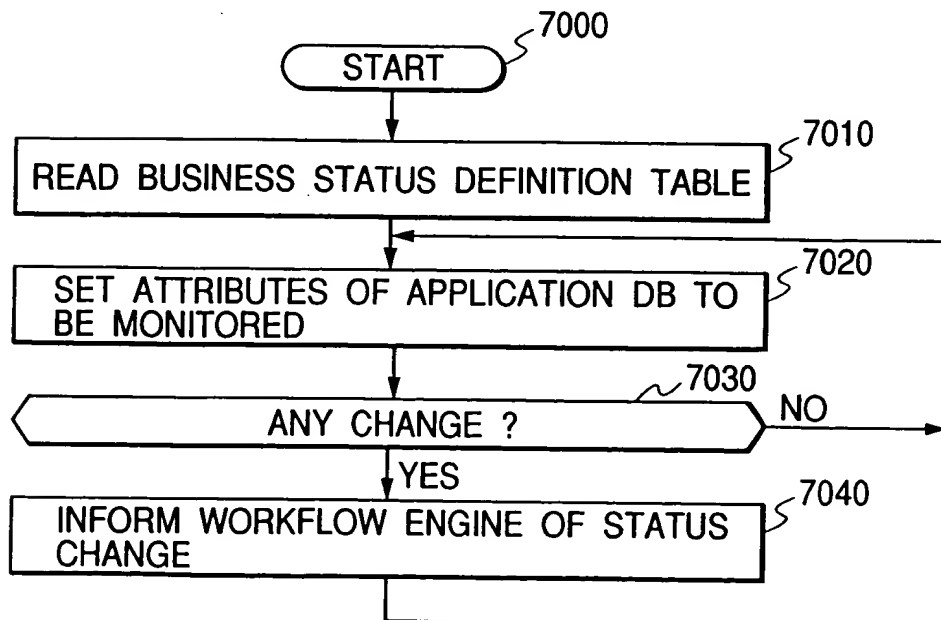 7000
START
7010
READ BUSINESS STATUS DEFINITION TABLE
7020
SET ATTRIBUTES OF APPLICATION DB TO
BE MONITORED
7030
ANY CHANGE ?
NO
YES
7040
INFORM WORKFLOW ENGINE OF STATUS
CHANGE